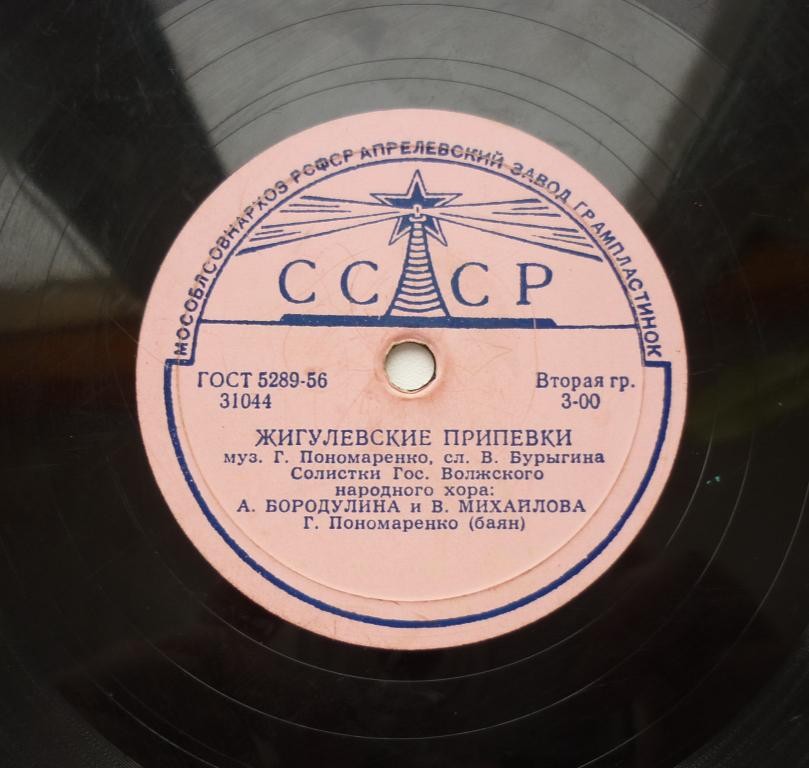 МОСОБЛСОВНАРХОЗ РСФСР АПРЕЛЕВСКИЙ ЗАВОД ГРАМПЛАСТИНОК
СССР
ГОСТ 5289-56
31044
Вторая гр.
3-00
ЖИГУЛЕВСКИЕ ПРИПЕВКИ
муз. Г. Пономаренко, сл. В. Бурыгина
Солистки Гос. Волжского
народного хора:
А. БОРОДУЛИНА и В. МИХАЙЛОВА
Г. Пономаренко (баян)